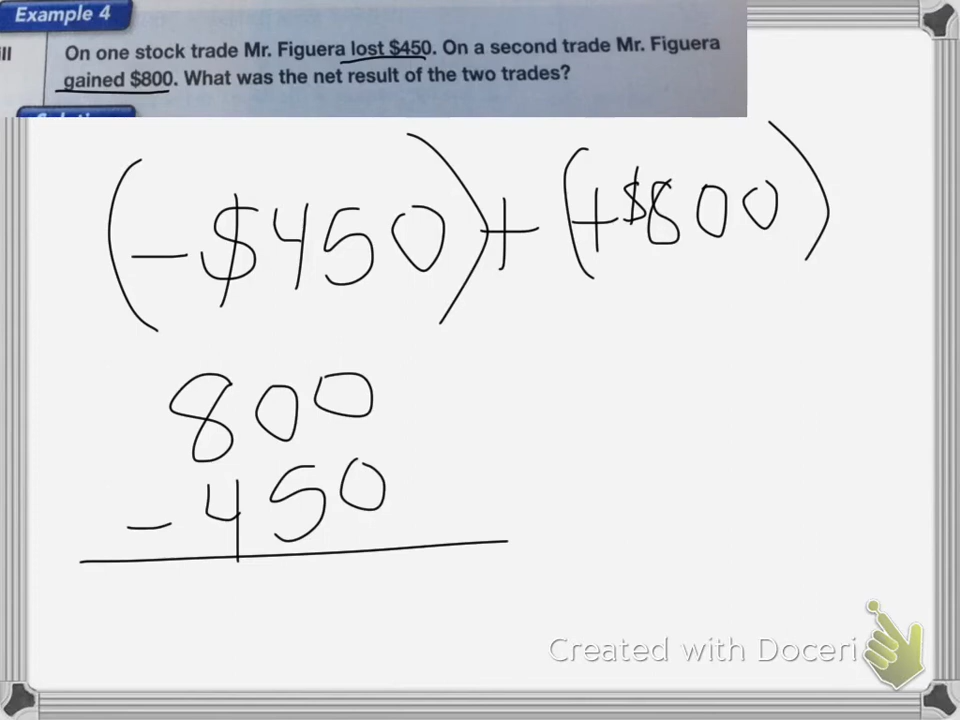 Example 4
ill
On one stock trade Mr. Figuera lost $450. On a second trade Mr. Figuera
gained $800. What was the net result of the two trades?
(-$450)+(+$800)
800
-450
Created with Doceri